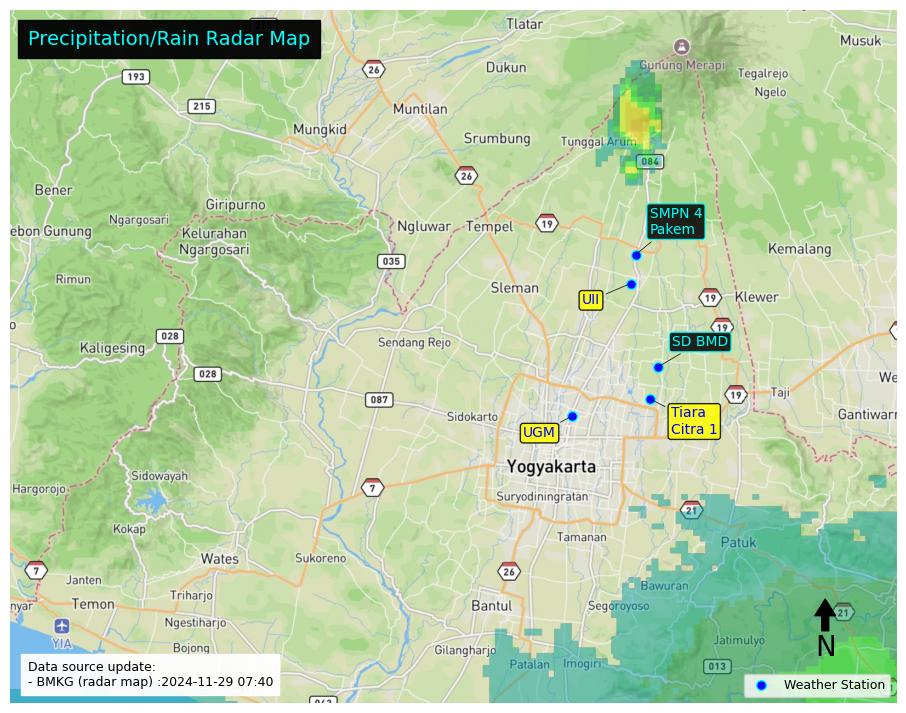 Precipitation/Rain Radar Map
Tlatar
Musuk
26
193
Dukun
Gunung Merapi
Tegalrejo
Ngelo
215
Muntilan
Mungkid
Srumbung
Tunggal Arum
084
26
Bener
Giripurno
Ngargosari
Kelurahan
Ngargosari
ebon Gunung
Ngluwar
Tempel
19
SMPN 4
Pakem
Kemalang
035
Rimun
Sleman
UII
19
Klewer
19
028
Kaligesing
Sendang Rejo
SD BMD
028
We
087
19
Taji
Sidokarto
Tiara
Citra 1
Gantiwarn
UGM
Yogyakarta
Sidowayah
Hargorojo
7
Suryodiningratan
21
Kokap
Tamanan
Patuk
Wates
Sukoreno
7
Janten
26
Bawuran
Temon
Triharjo
Bantul
Segoroyoso
nyar
21
Ngestiharjo
YIA
N
Bojong
Gilangharjo
Jatimulyo
Patalan
Imogiri
013
Data source update:
- BMKG (radar map) :2024-11-29 07:40
Weather Station